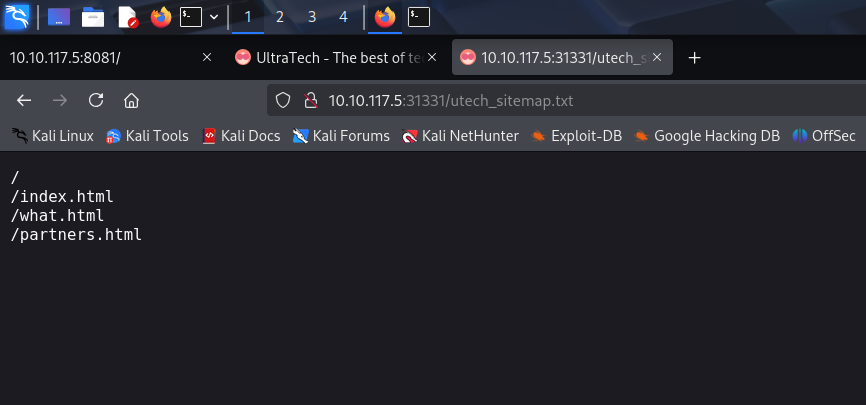 1 2 3 4
10.10.117.5:8081/
UltraTech - The best of te
10.10.117.5:31331/utech_s
10.10.117.5:31331/utech_sitemap.txt
Kali Linux Kali Tools Kali Docs Kali Forums Kali NetHunter Exploit-DB Google Hacking DB OffSec
/
/index.html
/what.html
/partners.html